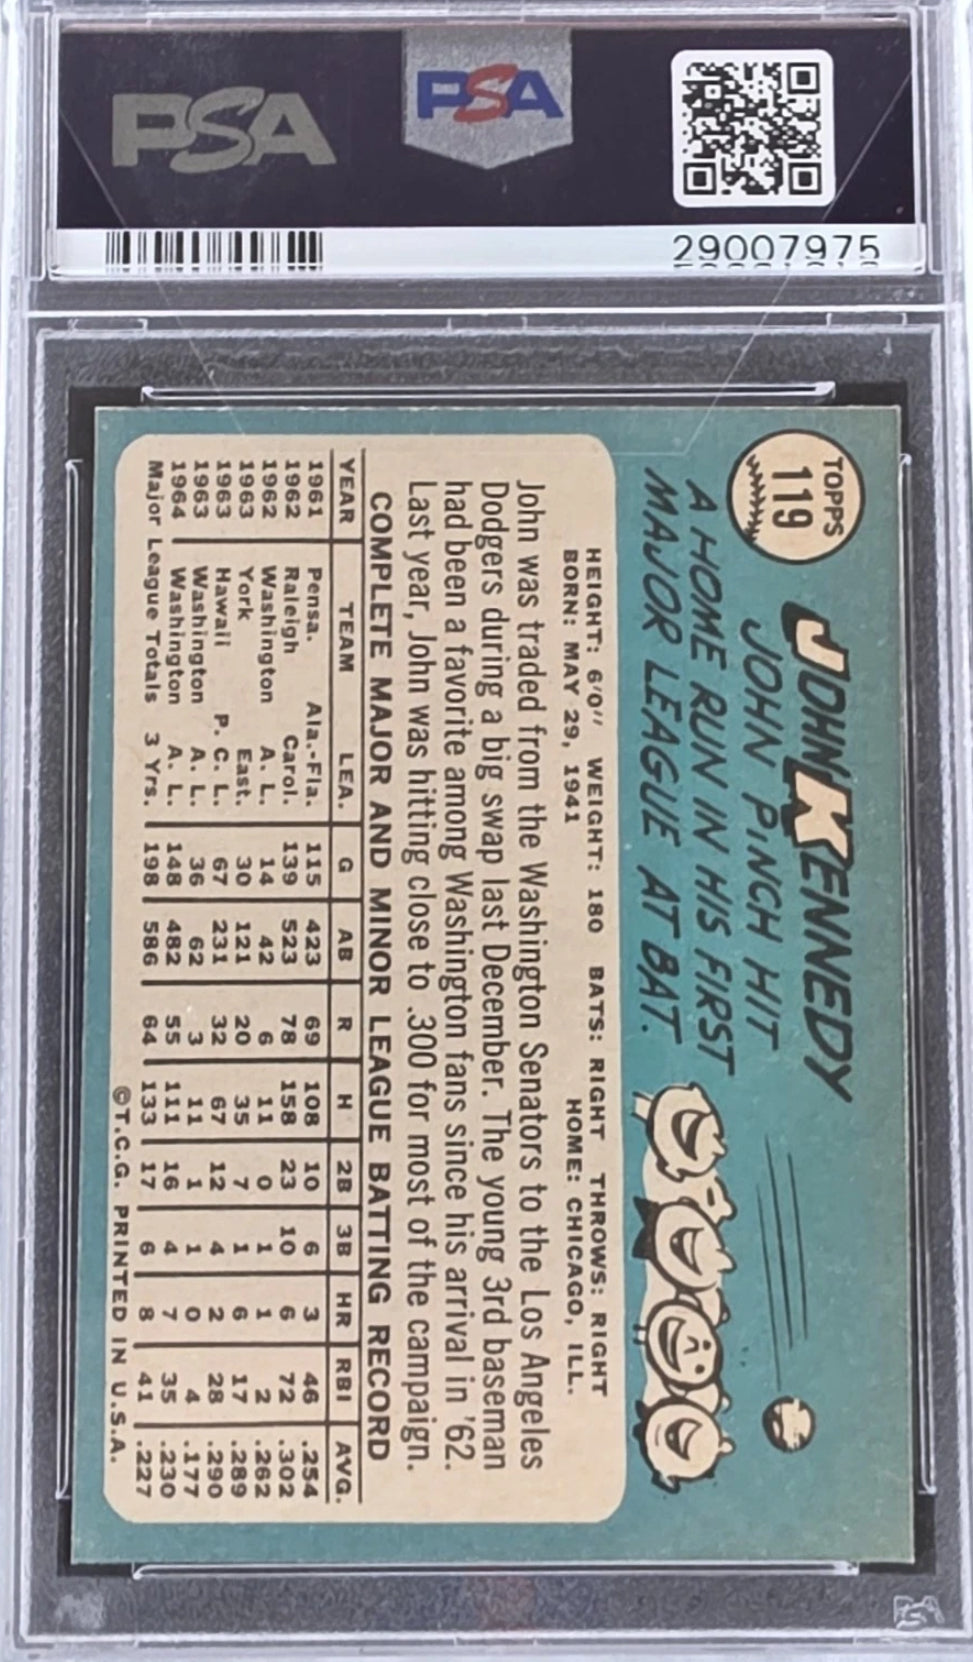 PSA
PSA
29007975
TOPPS
119
JOHN KENNEDY
JOHN PINCH HIT
A HOME RUN IN HIS FIRST
MAJOR LEAGUE AT BAT.
HEIGHT: 6'0" WEIGHT: 180 BATS: RIGHT THROWS: RIGHT
BORN: MAY 29, 1941 HOME: CHICAGO, ILL.
John was traded from the Washington Senators to the Los Angeles
Dodgers during a big swap last December. The young 3rd baseman
had been a favorite among Washington fans since his arrival in '62.
Last year, John was hitting close to .300 for most of the campaign.
COMPLETE MAJOR AND MINOR LEAGUE BATTING RECORD
YEAR TEAM LEA. G AB R H 2B 3B HR RBI AVG.
1961 Pensa. Ala.-Fla. 115 423 69 108 10 6 3 46 .254
1962 Raleigh Carol. 139 523 78 158 23 10 6 72 .302
1962 Washington A. L. 14 42 6 11 0 1 1 2 .262
1963 York East. 30 121 20 35 7 1 6 17 .289
1963 Hawaii P. C. L. 67 231 32 67 12 4 2 28 .290
1963 Washington A. L. 36 62 3 11 1 1 0 4 .177
1964 Washington A. L. 148 482 55 111 16 4 7 35 .230
Major League Totals 3 Yrs. 198 586 64 133 17 6 8 41 .227
©T.C.G. PRINTED IN U.S.A.